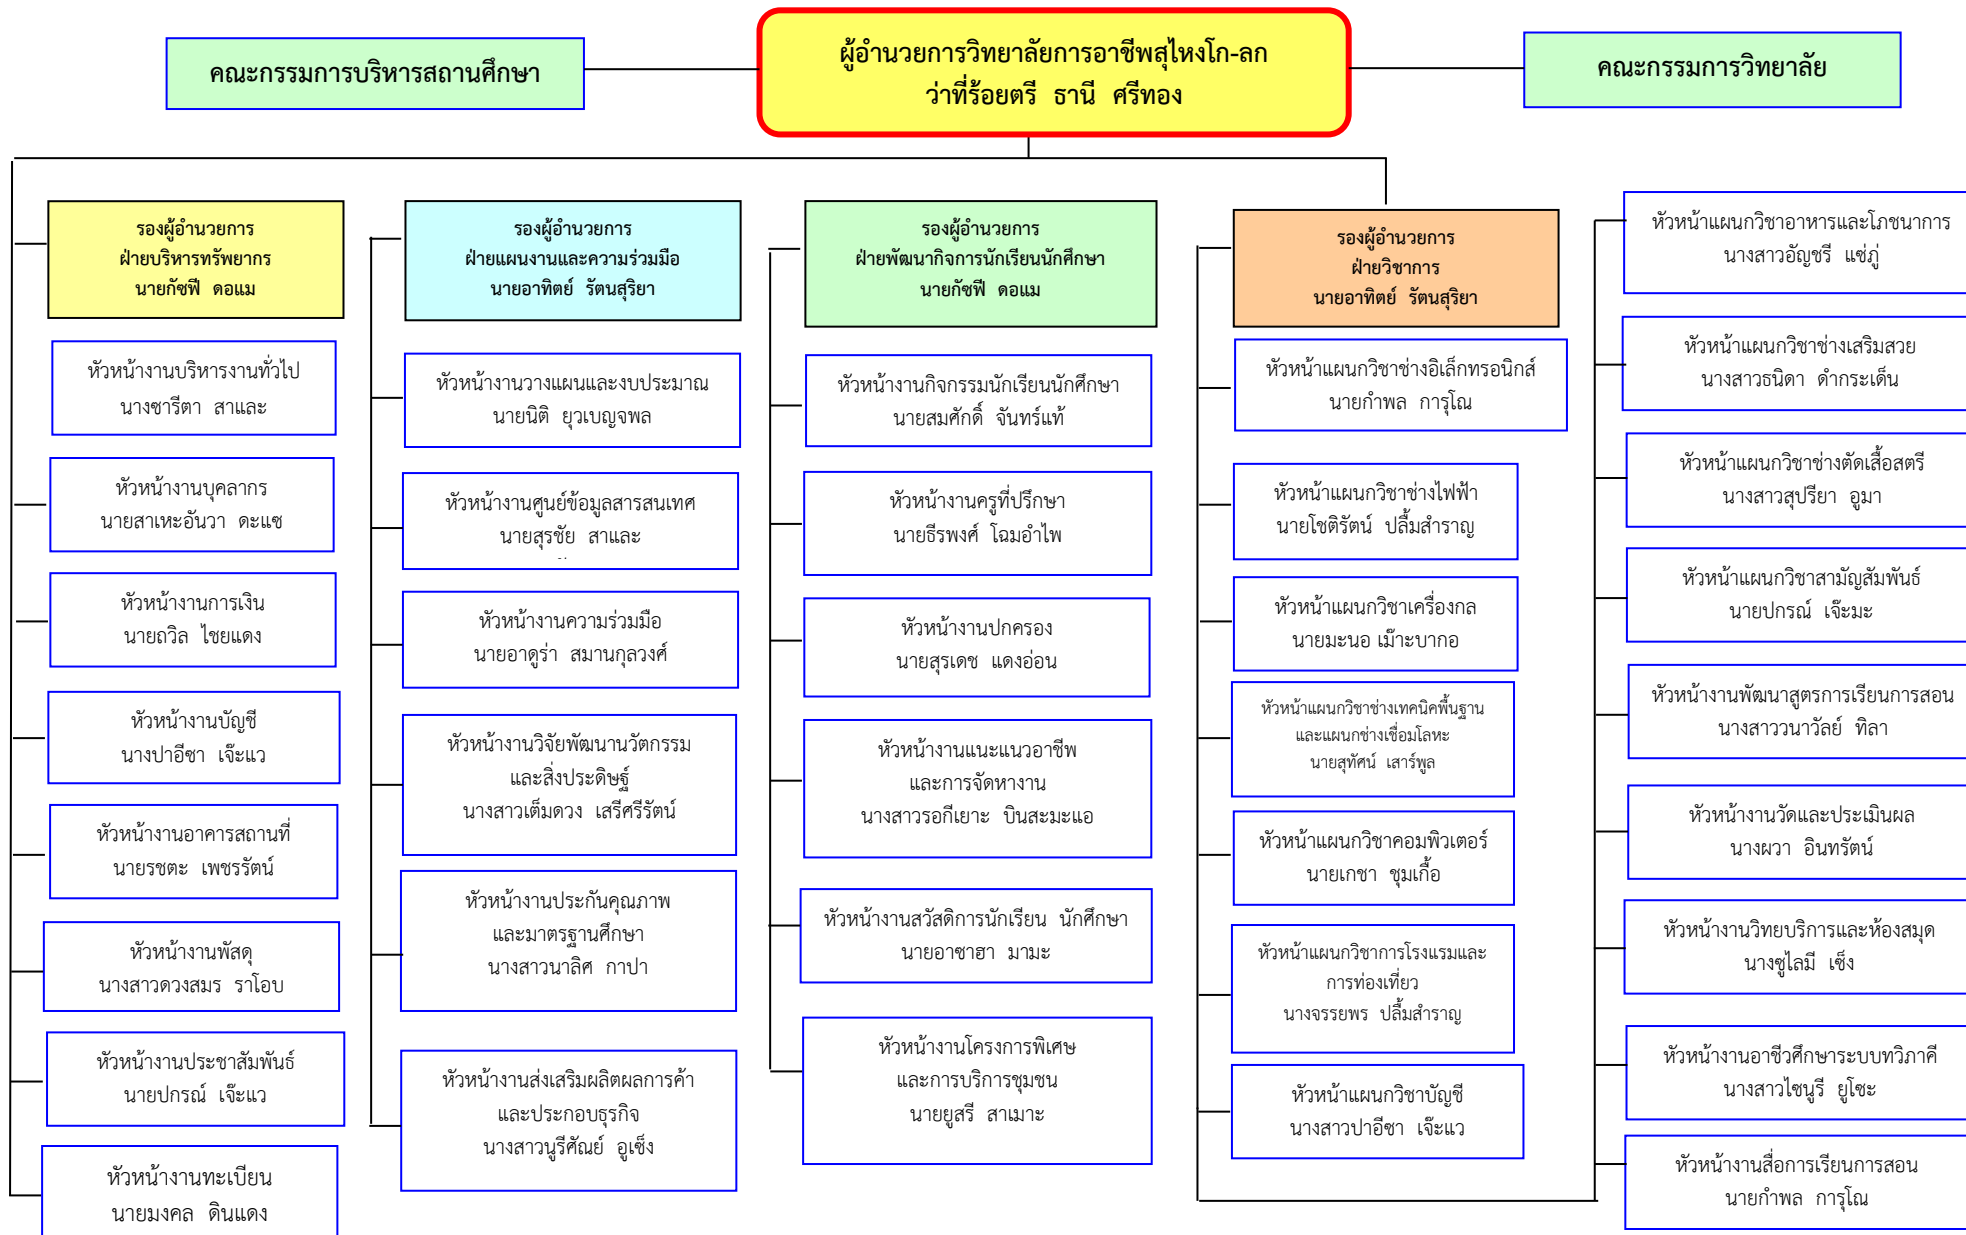 คณะกรรมการบริหารสถานศึกษา
ผู้อำนวยการวิทยาลัยการอาชีพสุไหงโก-ลก
ว่าที่ร้อยตรี ธานี ศรีทอง
คณะกรรมการวิทยาลัย
รองผู้อำนวยการ
ฝ่ายบริหารทรัพยากร
นายกัซฟี ดอแม
หัวหน้างานบริหารงานทั่วไป
นางซารีตา สาและ
หัวหน้างานบุคลากร
นายสาเหะอันวา ดะแซ
หัวหน้างานการเงิน
นายถวิล ไชยแดง
หัวหน้างานบัญชี
นางปาอีซา เจ๊ะแว
หัวหน้างานอาคารสถานที่
นายรชตะ เพชรรัตน์
หัวหน้างานพัสดุ
นางสาวดวงสมร ราโอบ
หัวหน้างานประชาสัมพันธ์
นายปกรณ์ เจ๊ะแว
หัวหน้างานทะเบียน
นายมงคล ดินแดง
รองผู้อำนวยการ
ฝ่ายแผนงานและความร่วมมือ
นายอาทิตย์ รัตนสุริยา
หัวหน้างานวางแผนและงบประมาณ
นายนิติ ยุวเบญจพล
หัวหน้างานศูนย์ข้อมูลสารสนเทศ
นายสุรชัย สาและ
หัวหน้างานความร่วมมือ
นายอาดูร่า สมานกุลวงศ์
หัวหน้างานวิจัยพัฒนานวัตกรรม
และสิ่งประดิษฐ์
นางสาวเต็มดวง เสรีศรีรัตน์
หัวหน้างานประกันคุณภาพ
และมาตรฐานศึกษา
นางสาวนาลิศ กาปา
หัวหน้างานส่งเสริมผลิตผลการค้า
และประกอบธุรกิจ
นางสาวนูรีศัณย์ อูเซ็ง
รองผู้อำนวยการ
ฝ่ายพัฒนากิจการนักเรียนนักศึกษา
นายกัซฟี ดอแม
หัวหน้างานกิจกรรมนักเรียนนักศึกษา
นายสมศักดิ์ จันทร์แท้
หัวหน้างานครูที่ปรึกษา
นายธีรพงศ์ โฉมอำไพ
หัวหน้างานปกครอง
นายสุรเดช แดงอ่อน
หัวหน้างานแนะแนวอาชีพ
และการจัดหางาน
นางสาวรอกีเยาะ บินสะมะแอ
หัวหน้างานสวัสดิการนักเรียน นักศึกษา
นายอาซาฮา มามะ
หัวหน้างานโครงการพิเศษ
และการบริการชุมชน
นายยูสรี สาเมาะ
รองผู้อำนวยการ
ฝ่ายวิชาการ
นายอาทิตย์ รัตนสุริยา
หัวหน้าแผนกวิชาช่างอิเล็กทรอนิกส์
นายกำพล การุโณ
หัวหน้าแผนกวิชาช่างไฟฟ้า
นายโชติรัตน์ ปลื้มสำราญ
หัวหน้าแผนกวิชาเครื่องกล
นายมะนอ เม๊าะบากอ
หัวหน้าแผนกวิชาช่างเทคนิคพื้นฐาน
และแผนกช่างเชื่อมโลหะ
นายสุทัศน์ เสาร์พูล
หัวหน้าแผนกวิชาคอมพิวเตอร์
นายเกชา ชุมเกื้อ
หัวหน้าแผนกวิชาการโรงแรมและ
การท่องเที่ยว
นางจรรยพร ปลื้มสำราญ
หัวหน้าแผนกวิชาบัญชี
นางสาวปาอีซา เจ๊ะแว
หัวหน้าแผนกวิชาอาหารและโภชนาการ
นางสาวอัญชรี แซ่ภู่
หัวหน้าแผนกวิชาช่างเสริมสวย
นางสาวธนิดา ดำกระเด็น
หัวหน้าแผนกวิชาช่างตัดเสื้อสตรี
นางสาวสุปรียา อูมา
หัวหน้าแผนกวิชาสามัญสัมพันธ์
นายปกรณ์ เจ๊ะมะ
หัวหน้างานพัฒนาสูตรการเรียนการสอน
นางสาววนาวัลย์ ทิลา
หัวหน้างานวัดและประเมินผล
นางผวา อินทรัตน์
หัวหน้างานวิทยบริการและห้องสมุด
นางซูไลมี เซ็ง
หัวหน้างานอาชีวศึกษาระบบทวิภาคี
นางสาวไซนูรี ยูโซะ
หัวหน้างานสื่อการเรียนการสอน
นายกำพล การุโณ